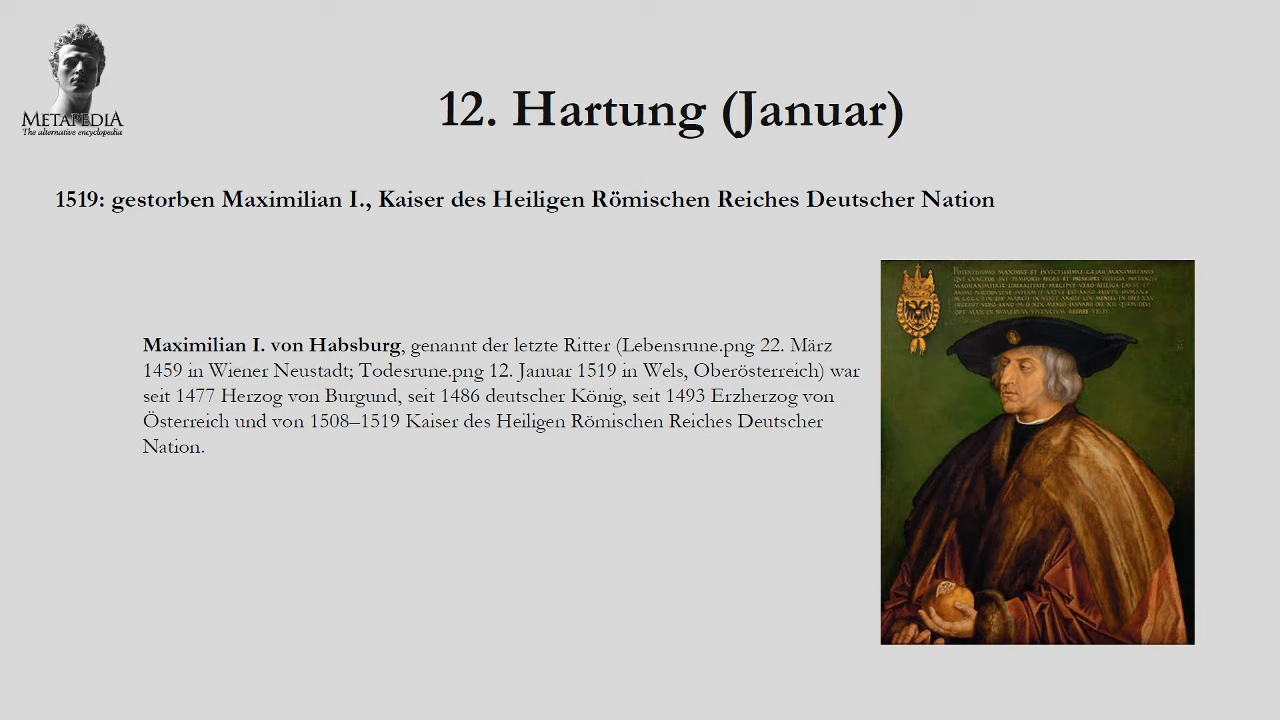 METAPEDIA
The alternative encyclopedia
12. Hartung (Januar)
1519: gestorben Maximilian I., Kaiser des Heiligen Römischen Reiches Deutscher Nation
Maximilian I. von Habsburg, genannt der letzte Ritter (Lebensrune.png 22. März
1459 in Wiener Neustadt; Todesrune.png 12. Januar 1519 in Wels, Oberösterreich) war
seit 1477 Herzog von Burgund, seit 1486 deutscher König, seit 1493 Erzherzog von
Österreich und von 1508–1519 Kaiser des Heiligen Römischen Reiches Deutscher
Nation.